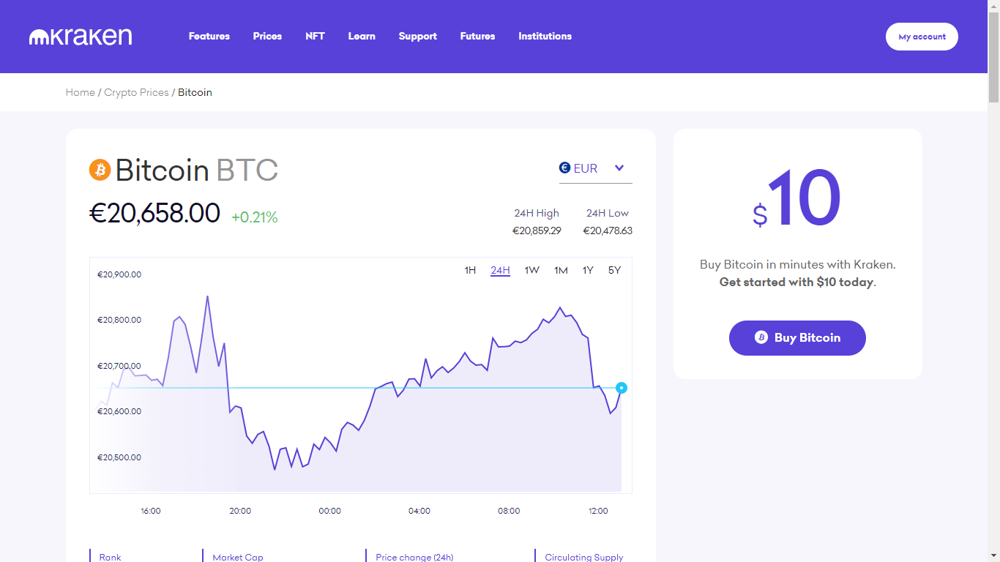 kraken
Features Prices NFT Learn Support Futures Institutions
My account
Home / Crypto Prices / Bitcoin
Bitcoin BTC
EUR
€20,658.00 +0.21%
24H High 24H Low
€20,859.29 €20,478.63
1H 24H 1W 1M 1Y 5Y
€20,900.00
€20,800.00
€20,700.00
€20,600.00
€20,500.00
16:00 20:00 00:00 04:00 08:00 12:00
Rank Market Cap Price change (24h) Circulating Supply
$10
Buy Bitcoin in minutes with Kraken.
Get started with $10 today.
Buy Bitcoin